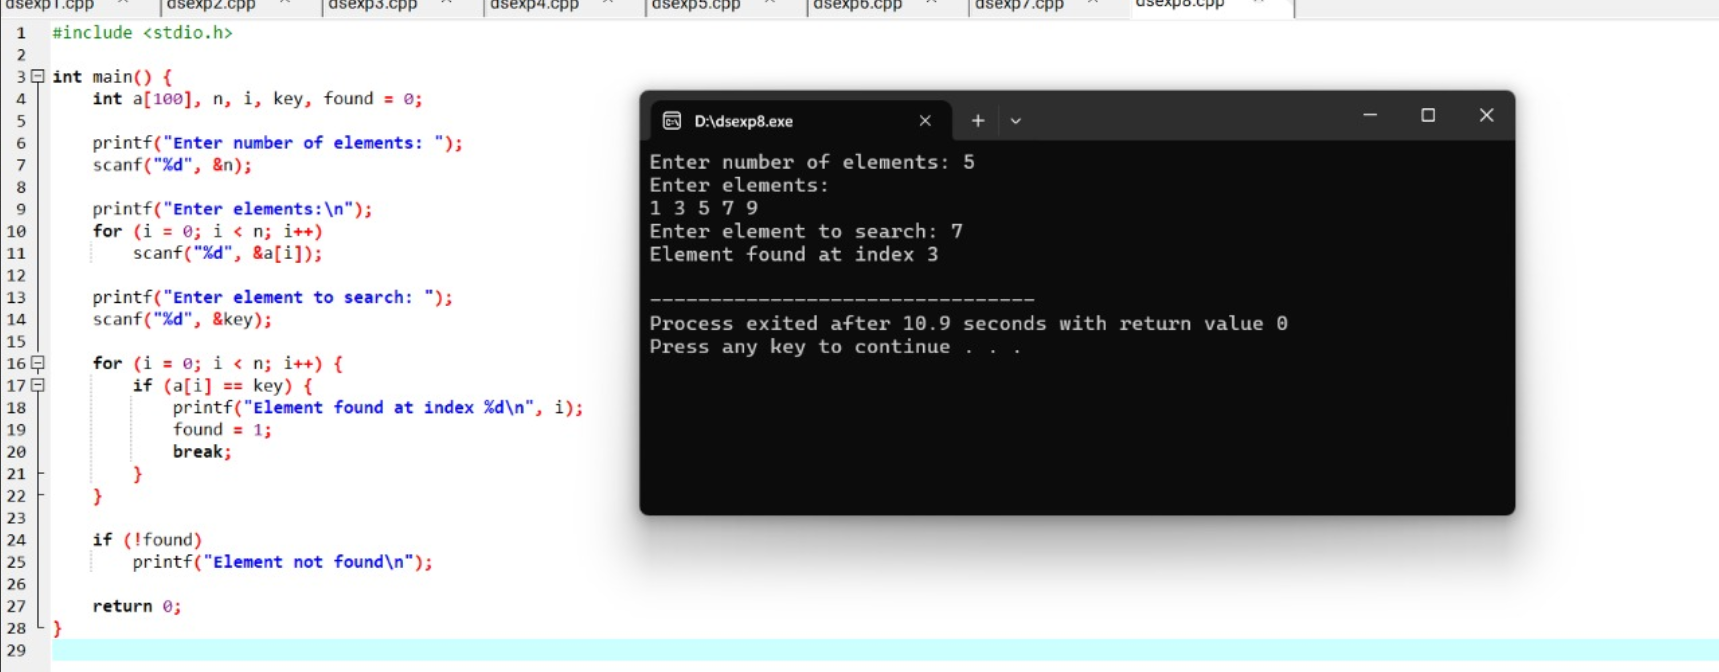 dsexp1.cpp dsexp2.cpp dsexp3.cpp dsexp4.cpp dsexp5.cpp dsexp6.cpp dsexp7.cpp dsexp8.cpp
1 #include <stdio.h>
2
3 int main() {
4 int a[100], n, i, key, found = 0;
5
6 printf("Enter number of elements: ");
7 scanf("%d", &n);
8
9 printf("Enter elements:\n");
10 for (i = 0; i < n; i++)
11 scanf("%d", &a[i]);
12
13 printf("Enter element to search: ");
14 scanf("%d", &key);
15
16 for (i = 0; i < n; i++) {
17 if (a[i] == key) {
18 printf("Element found at index %d\n", i);
19 found = 1;
20 break;
21 }
22 }
23
24 if (!found)
25 printf("Element not found\n");
26
27 return 0;
28 }
29
D:\dsexp8.exe
Enter number of elements: 5
Enter elements:
1 3 5 7 9
Enter element to search: 7
Element found at index 3
--------------------------------
Process exited after 10.9 seconds with return value 0
Press any key to continue . . .